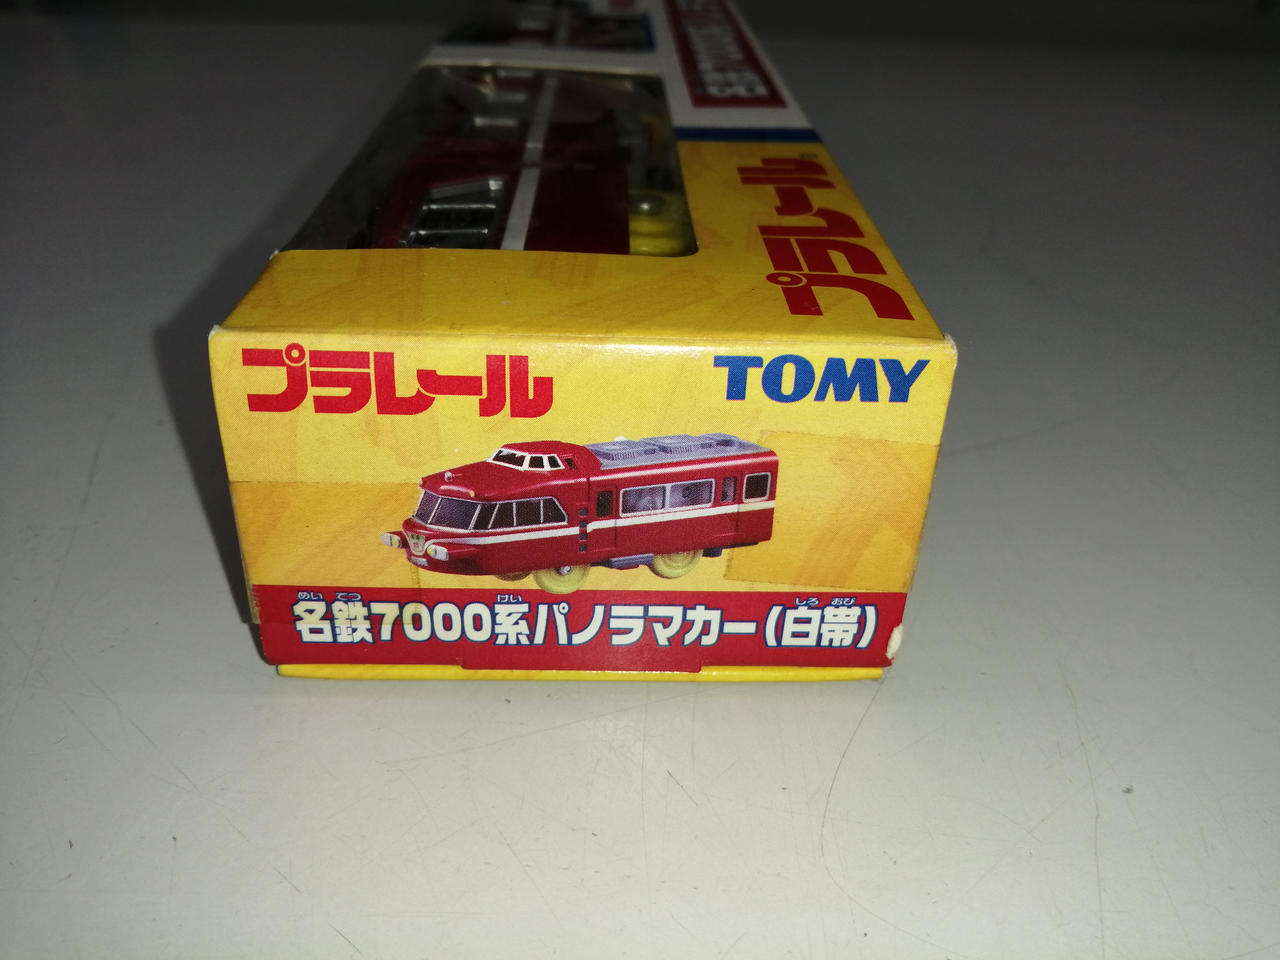 プラレール
プラレール TOMY
めい てつ けい しろ おび
名鉄7000系パノラマカー(白帯)